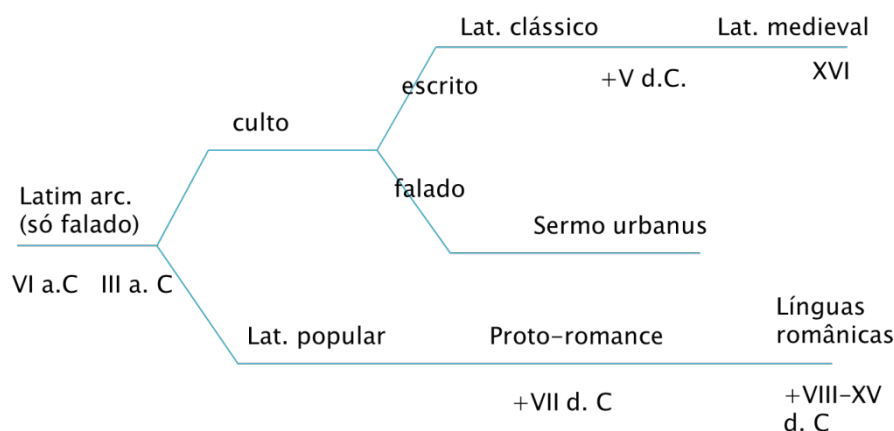 Lat. clássico
Lat. medieval
escrito
+V d.C.
XVI
culto
falado
Latim arc.
(só falado)
Sermo urbanus
VI a.C
III a. C
Lat. popular
Proto-romance
Línguas
românicas
+VII d. C
+VIII-XV
d. C